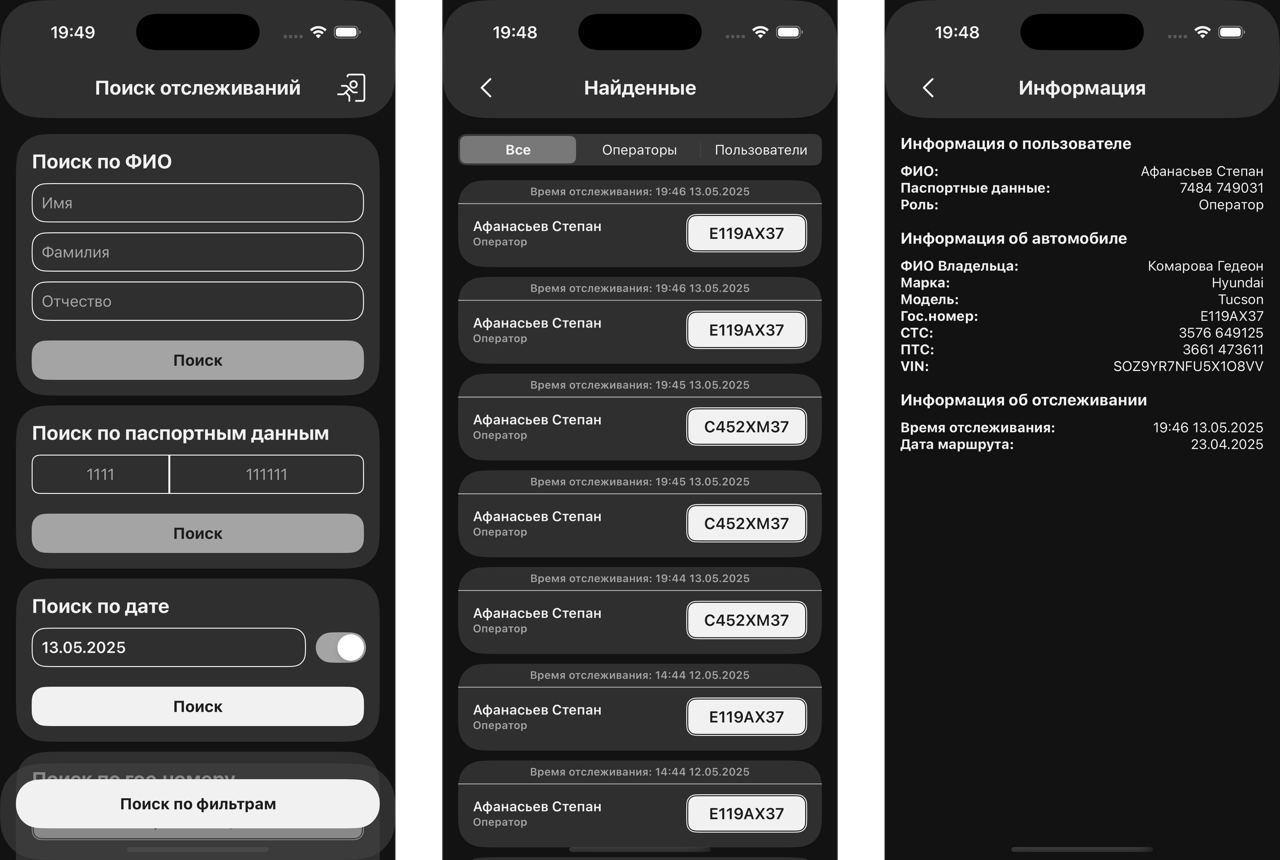 19:49
Поиск отслеживаний
Поиск по ФИО
Имя
Фамилия
Отчество
Поиск
Поиск по паспортным данным
1111 111111
Поиск
Поиск по дате
13.05.2025
Поиск
Поиск по гос номеру
Поиск по фильтрам
19:48
Найденные
Все Операторы Пользователи
Время отслеживания: 19:46 13.05.2025
Афанасьев Степан
Оператор
E119AX37
Время отслеживания: 19:46 13.05.2025
Афанасьев Степан
Оператор
E119AX37
Время отслеживания: 19:45 13.05.2025
Афанасьев Степан
Оператор
C452XM37
Время отслеживания: 19:45 13.05.2025
Афанасьев Степан
Оператор
C452XM37
Время отслеживания: 19:44 13.05.2025
Афанасьев Степан
Оператор
C452XM37
Время отслеживания: 14:44 12.05.2025
Афанасьев Степан
Оператор
E119AX37
Время отслеживания: 14:44 12.05.2025
Афанасьев Степан
Оператор
E119AX37
19:48
Информация
Информация о пользователе
ФИО: Афанасьев Степан
Паспортные данные: 7484 749031
Роль: Оператор
Информация об автомобиле
ФИО Владельца: Комарова Гедеон
Марка: Hyundai
Модель: Tucson
Гос.номер: E119AX37
СТС: 3576 649125
ПТС: 3661 473611
VIN: SOZ9YR7NFU5X1O8VV
Информация об отслеживании
Время отслеживания: 19:46 13.05.2025
Дата маршрута: 23.04.2025